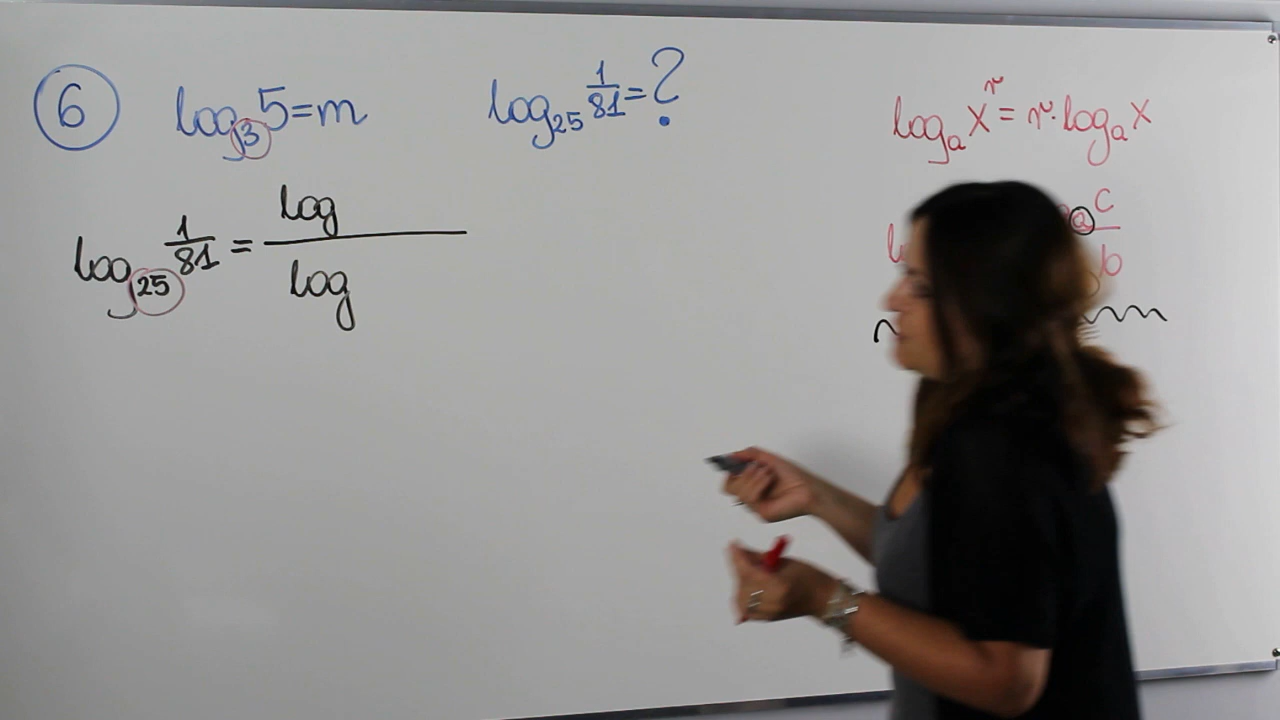 6 log₃5=m log₂₅ 1/81=?
logₐxʳ=r·logₐx
log₂₅ 1/81 = log / log
a c
b